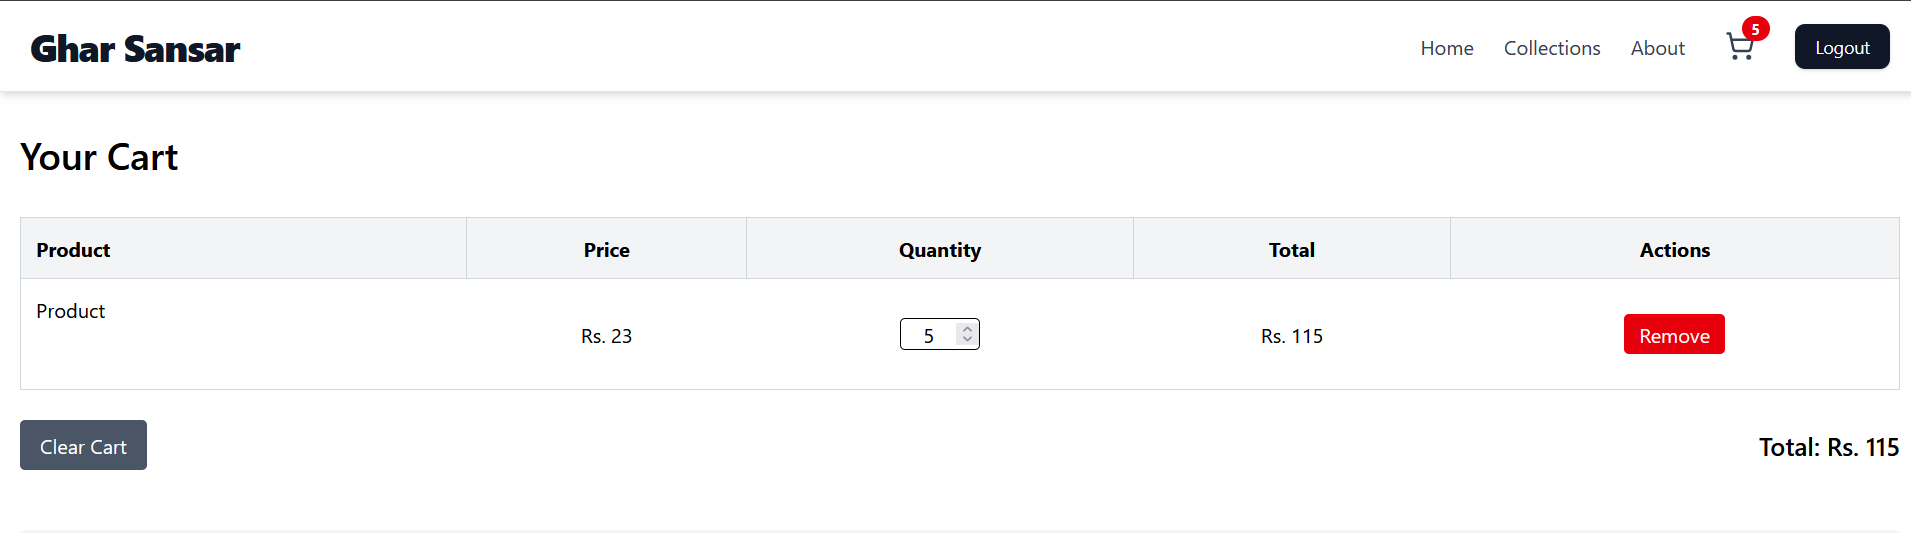 Ghar Sansar
Home Collections About 5 Logout
Your Cart
Product Price Quantity Total Actions
Product Rs. 23 5 Rs. 115 Remove
Clear Cart Total: Rs. 115